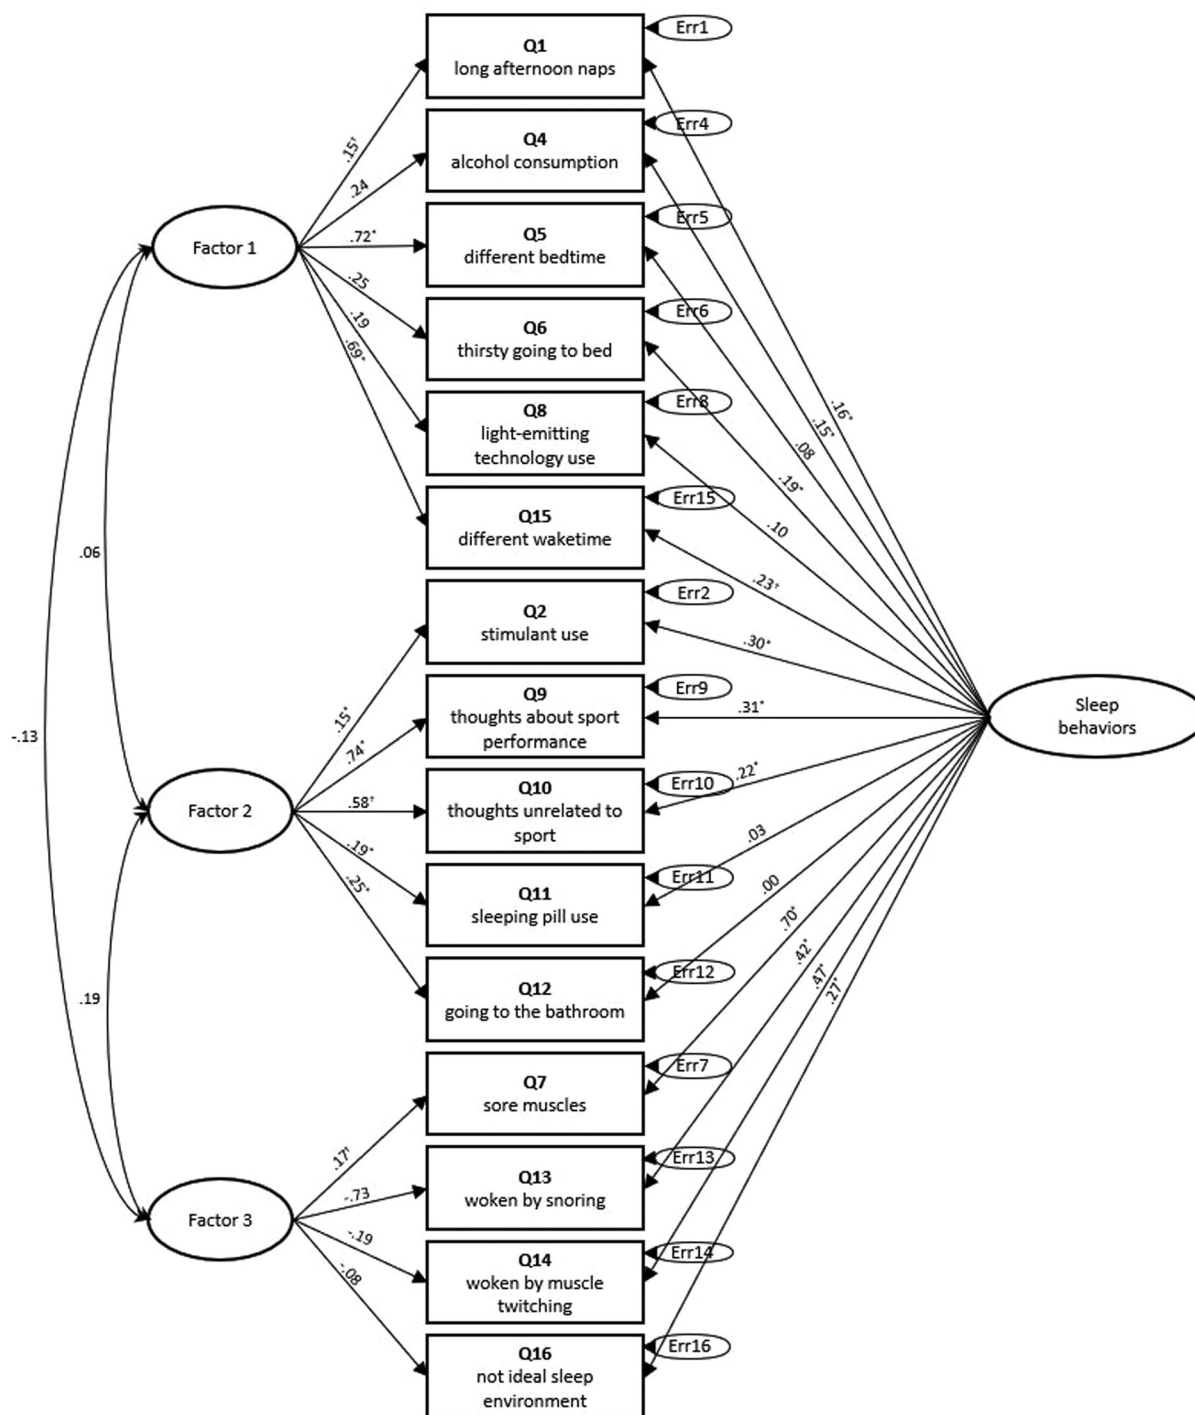 Q1
long afternoon naps
Err1
Q4
alcohol consumption
Err4
Q5
different bedtime
Err5
Q6
thirsty going to bed
Err6
Q8
light-emitting
technology use
Err8
Q15
different waketime
Err15
Q2
stimulant use
Err2
Q9
thoughts about sport
performance
Err9
Q10
thoughts unrelated to
sport
Err10
Q11
sleeping pill use
Err11
Q12
going to the bathroom
Err12
Q7
sore muscles
Err7
Q13
woken by snoring
Err13
Q14
woken by muscle
twitching
Err14
Q16
not ideal sleep
environment
Err16
Factor 1
.15*
.24
.72*
.25
.19
.69*
Factor 2
.15*
.74*
.58*
.19*
.25*
Factor 3
.17*
-.73
-.19
-.08
.06
-.13
.19
Sleep
behaviors
.16*
.15*
.08
.19*
.10
.23*
.30*
.31*
.22*
.03
.00
.70*
.42*
.47*
.27*